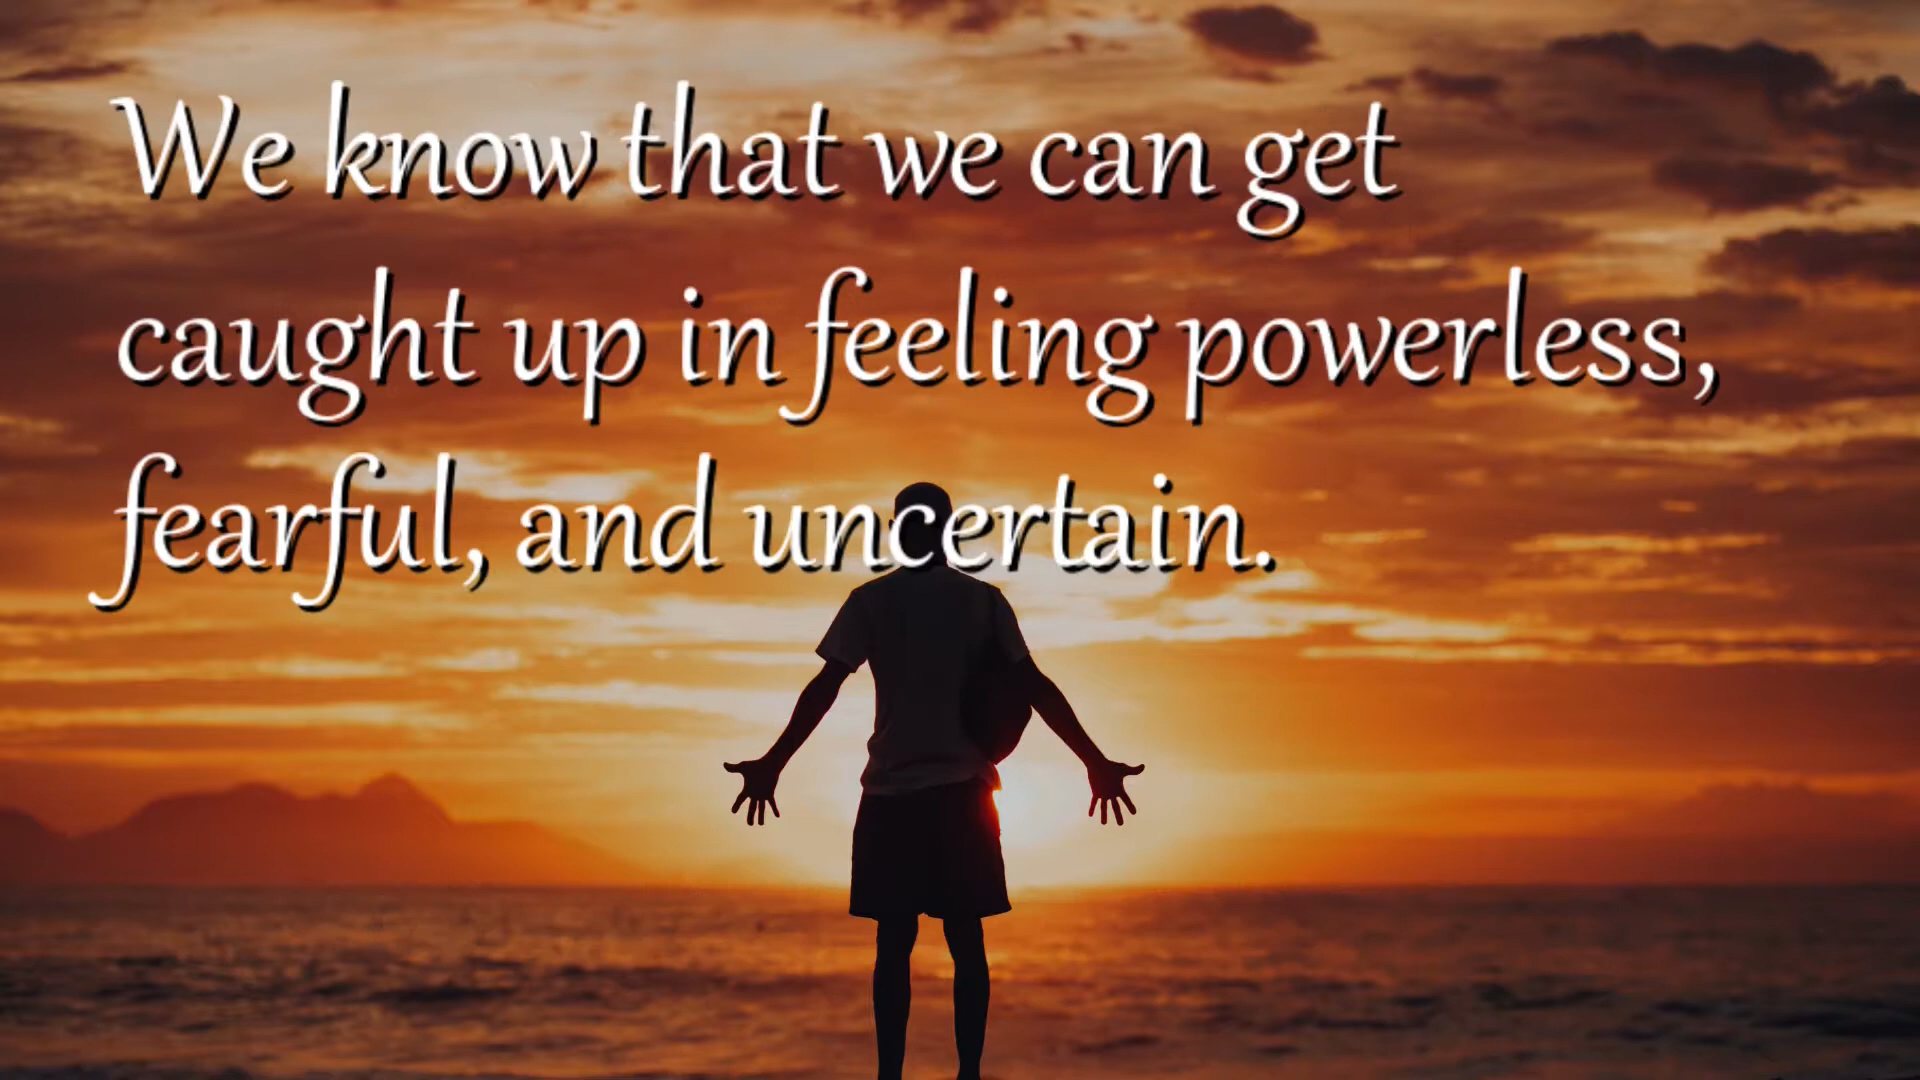 We know that we can get
caught up in feeling powerless,
fearful, and uncertain.